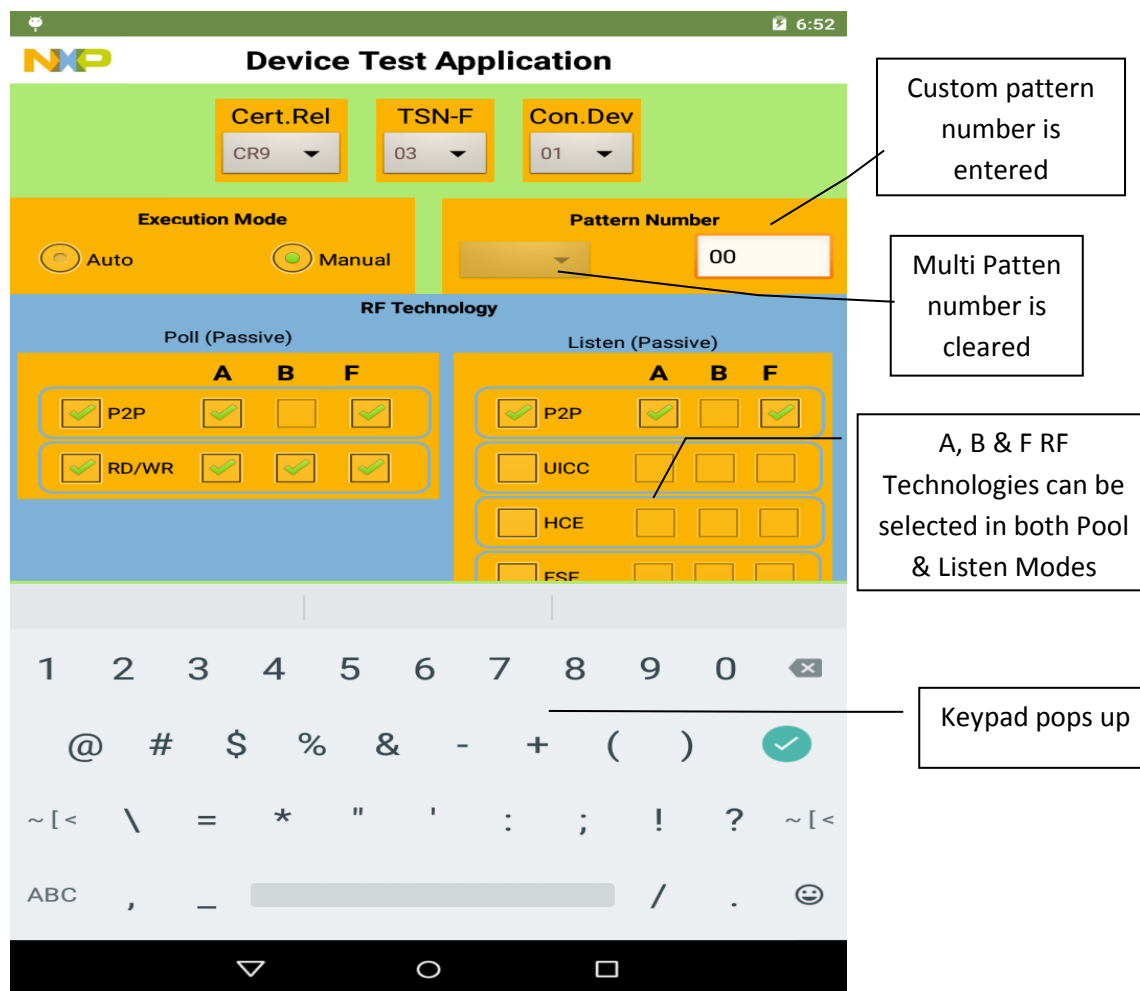 6:52
NXP
Device Test Application
Cert.Rel
TSN-F
Con.Dev
CR9
03
01
Execution Mode
Auto
Manual
Pattern Number
00
RF Technology
Poll (Passive)
A B F
P2P
RD/WR
Listen (Passive)
A B F
P2P
UICC
HCE
ESE
1 2 3 4 5 6 7 8 9 0
@ # $ % & - + ( )
~ [ < \ = * " ' : ; ! ? ~ [ <
ABC , _ / .
Custom pattern
number is
entered
Multi Patten
number is
cleared
A, B & F RF
Technologies can be
selected in both Pool
& Listen Modes
Keypad pops up